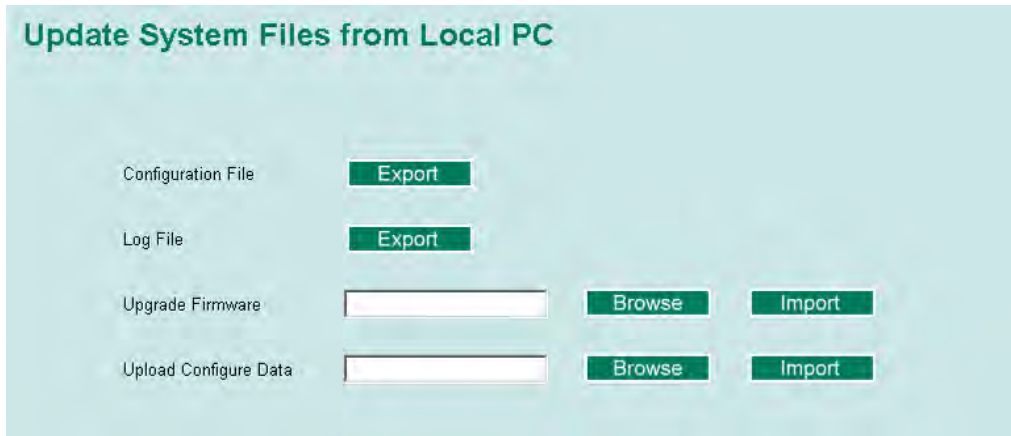 Update System Files from Local PC
Configuration File Export
Log File Export
Upgrade Firmware Browse Import
Upload Configure Data Browse Import